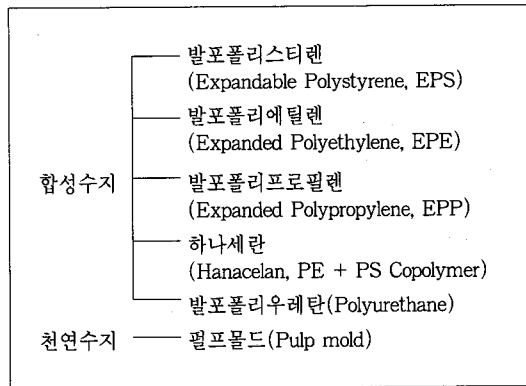 발포폴리스티렌
(Expandable Polystyrene, EPS)
발포폴리에틸렌
(Expanded Polyethylene, EPE)
합성수지
발포폴리프로필렌
(Expanded Polypropylene, EPP)
하나세란
(Hanacelan, PE + PS Copolymer)
발포폴리우레탄(Polyurethane)
천연수지
펄프몰드(Pulp mold)